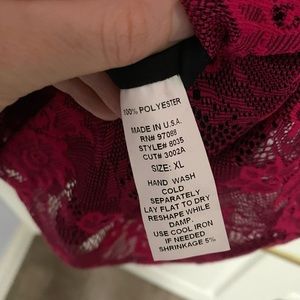 100% POLYESTER
MADE IN U.S.A.
RN# 97088
STYLE# 8035
CUT# 3002A
SIZE: XL
HAND WASH
COLD
SEPARATELY
LAY FLAT TO DRY
RESHAPE WHILE
DAMP.
USE COOL IRON
IF NEEDED
SHRINKAGE 5%